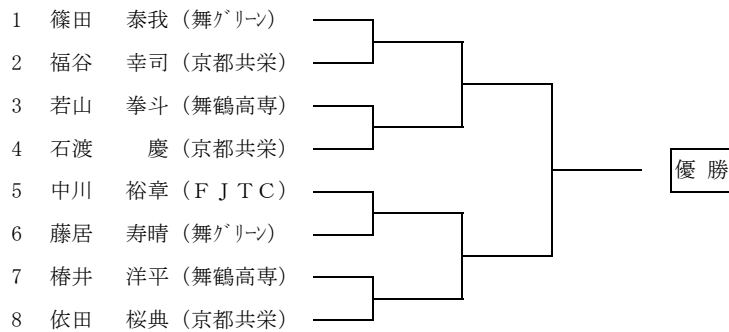 1 篠田 泰我 (舞グリーン)
2 福谷 幸司 (京都共栄)
3 若山 拳斗 (舞鶴高専)
4 石渡 慶 (京都共栄)
5 中川 裕章 (FJTC)
優勝
6 藤居 寿晴 (舞グリーン)
7 椿井 洋平 (舞鶴高専)
8 依田 桜典 (京都共栄)